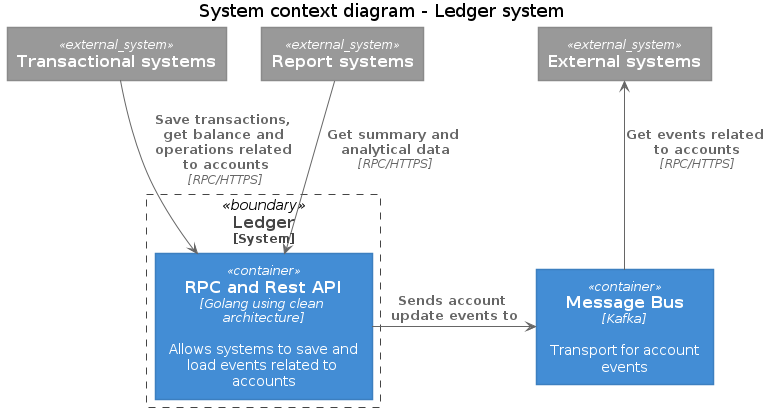 System context diagram - Ledger system
«external_system»
Transactional systems
«external_system»
Report systems
«external_system»
External systems
Save transactions,
get balance and
operations related
to accounts
[RPC/HTTPS]
Get summary and
analytical data
[RPC/HTTPS]
Get events related
to accounts
[RPC/HTTPS]
«boundary»
Ledger
[System]
«container»
RPC and Rest API
[Golang using clean
architecture]
Allows systems to save and
load events related to
accounts
Sends account
update events to
«container»
Message Bus
[Kafka]
Transport for account
events